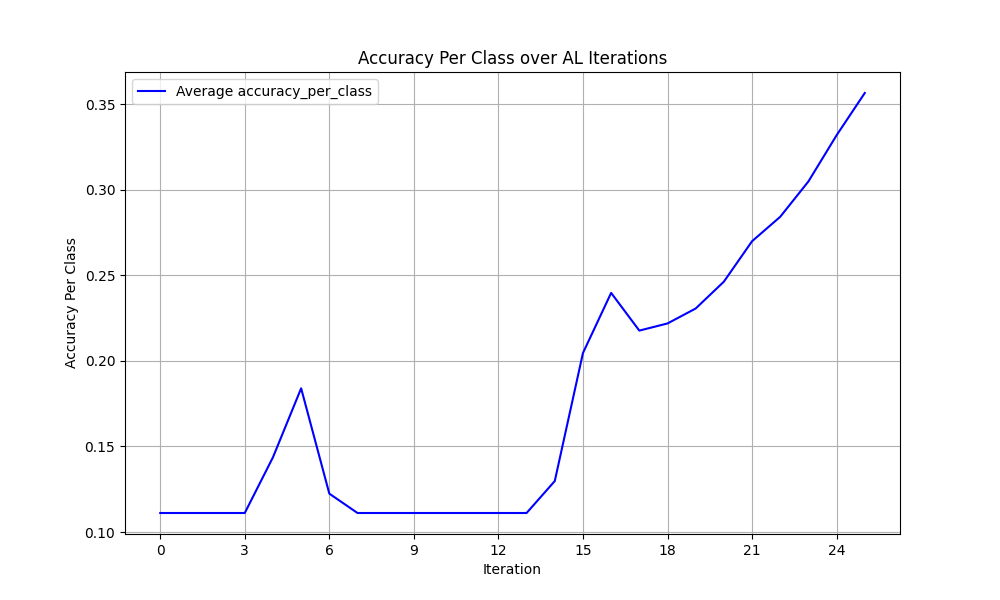 Accuracy Per Class over AL Iterations
Average accuracy_per_class
0.35
0.30
0.25
0.20
0.15
0.10
Accuracy Per Class
0 3 6 9 12 15 18 21 24
Iteration